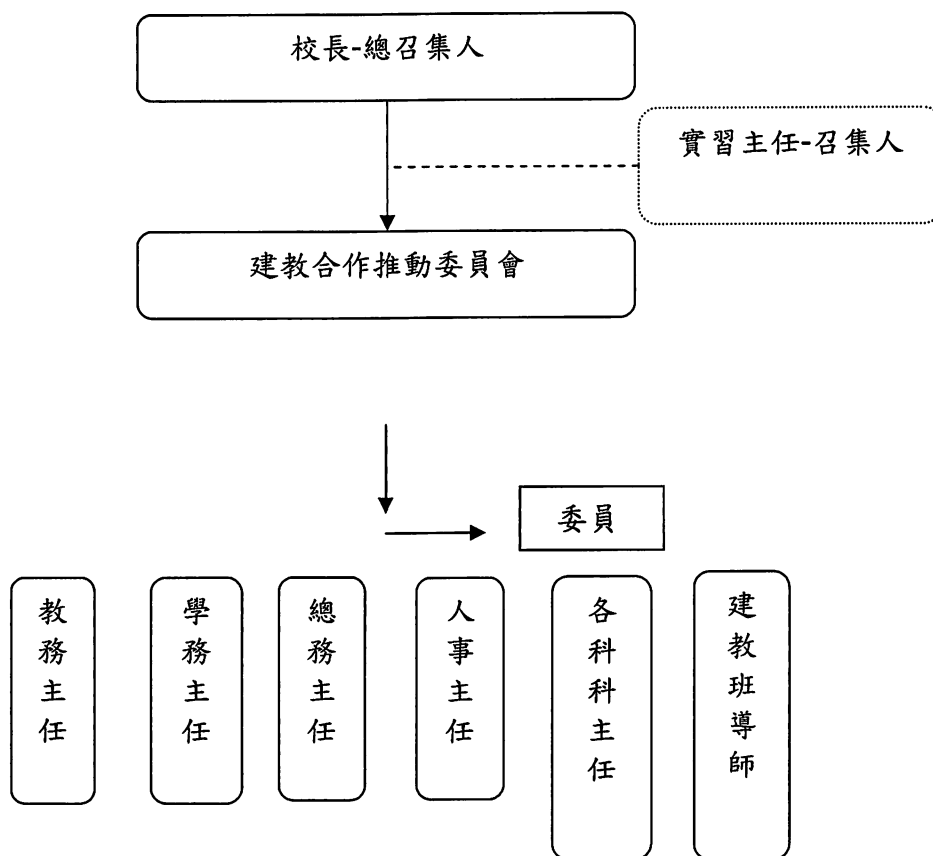 校長-總召集人
實習主任-召集人
建教合作推動委員會
委員
教務主任
學務主任
總務主任
人事主任
各科科主任
建教班導師